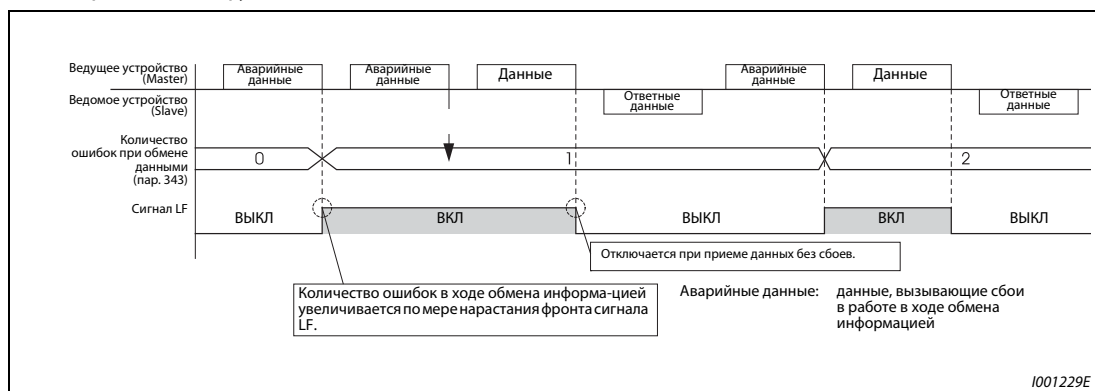 Ведущее устройство
(Master)
Аварийные
данные
Аварийные
данные
Данные
Аварийные
данные
Данные
Ведомое устройство
(Slave)
Ответные
данные
Ответные
данные
Количество
ошибок при обмене
данными
(пар. 343)
0
1
2
Сигнал LF
ВЫКЛ
ВКЛ
ВЫКЛ
ВКЛ
ВЫКЛ
Отключается при приеме данных без сбоев.
Количество ошибок в ходе обмена информа-цией
увеличивается по мере нарастания фронта сигнала
LF.
Аварийные данные: данные, вызывающие сбои
в работе в ходе обмена
информацией
I001229E